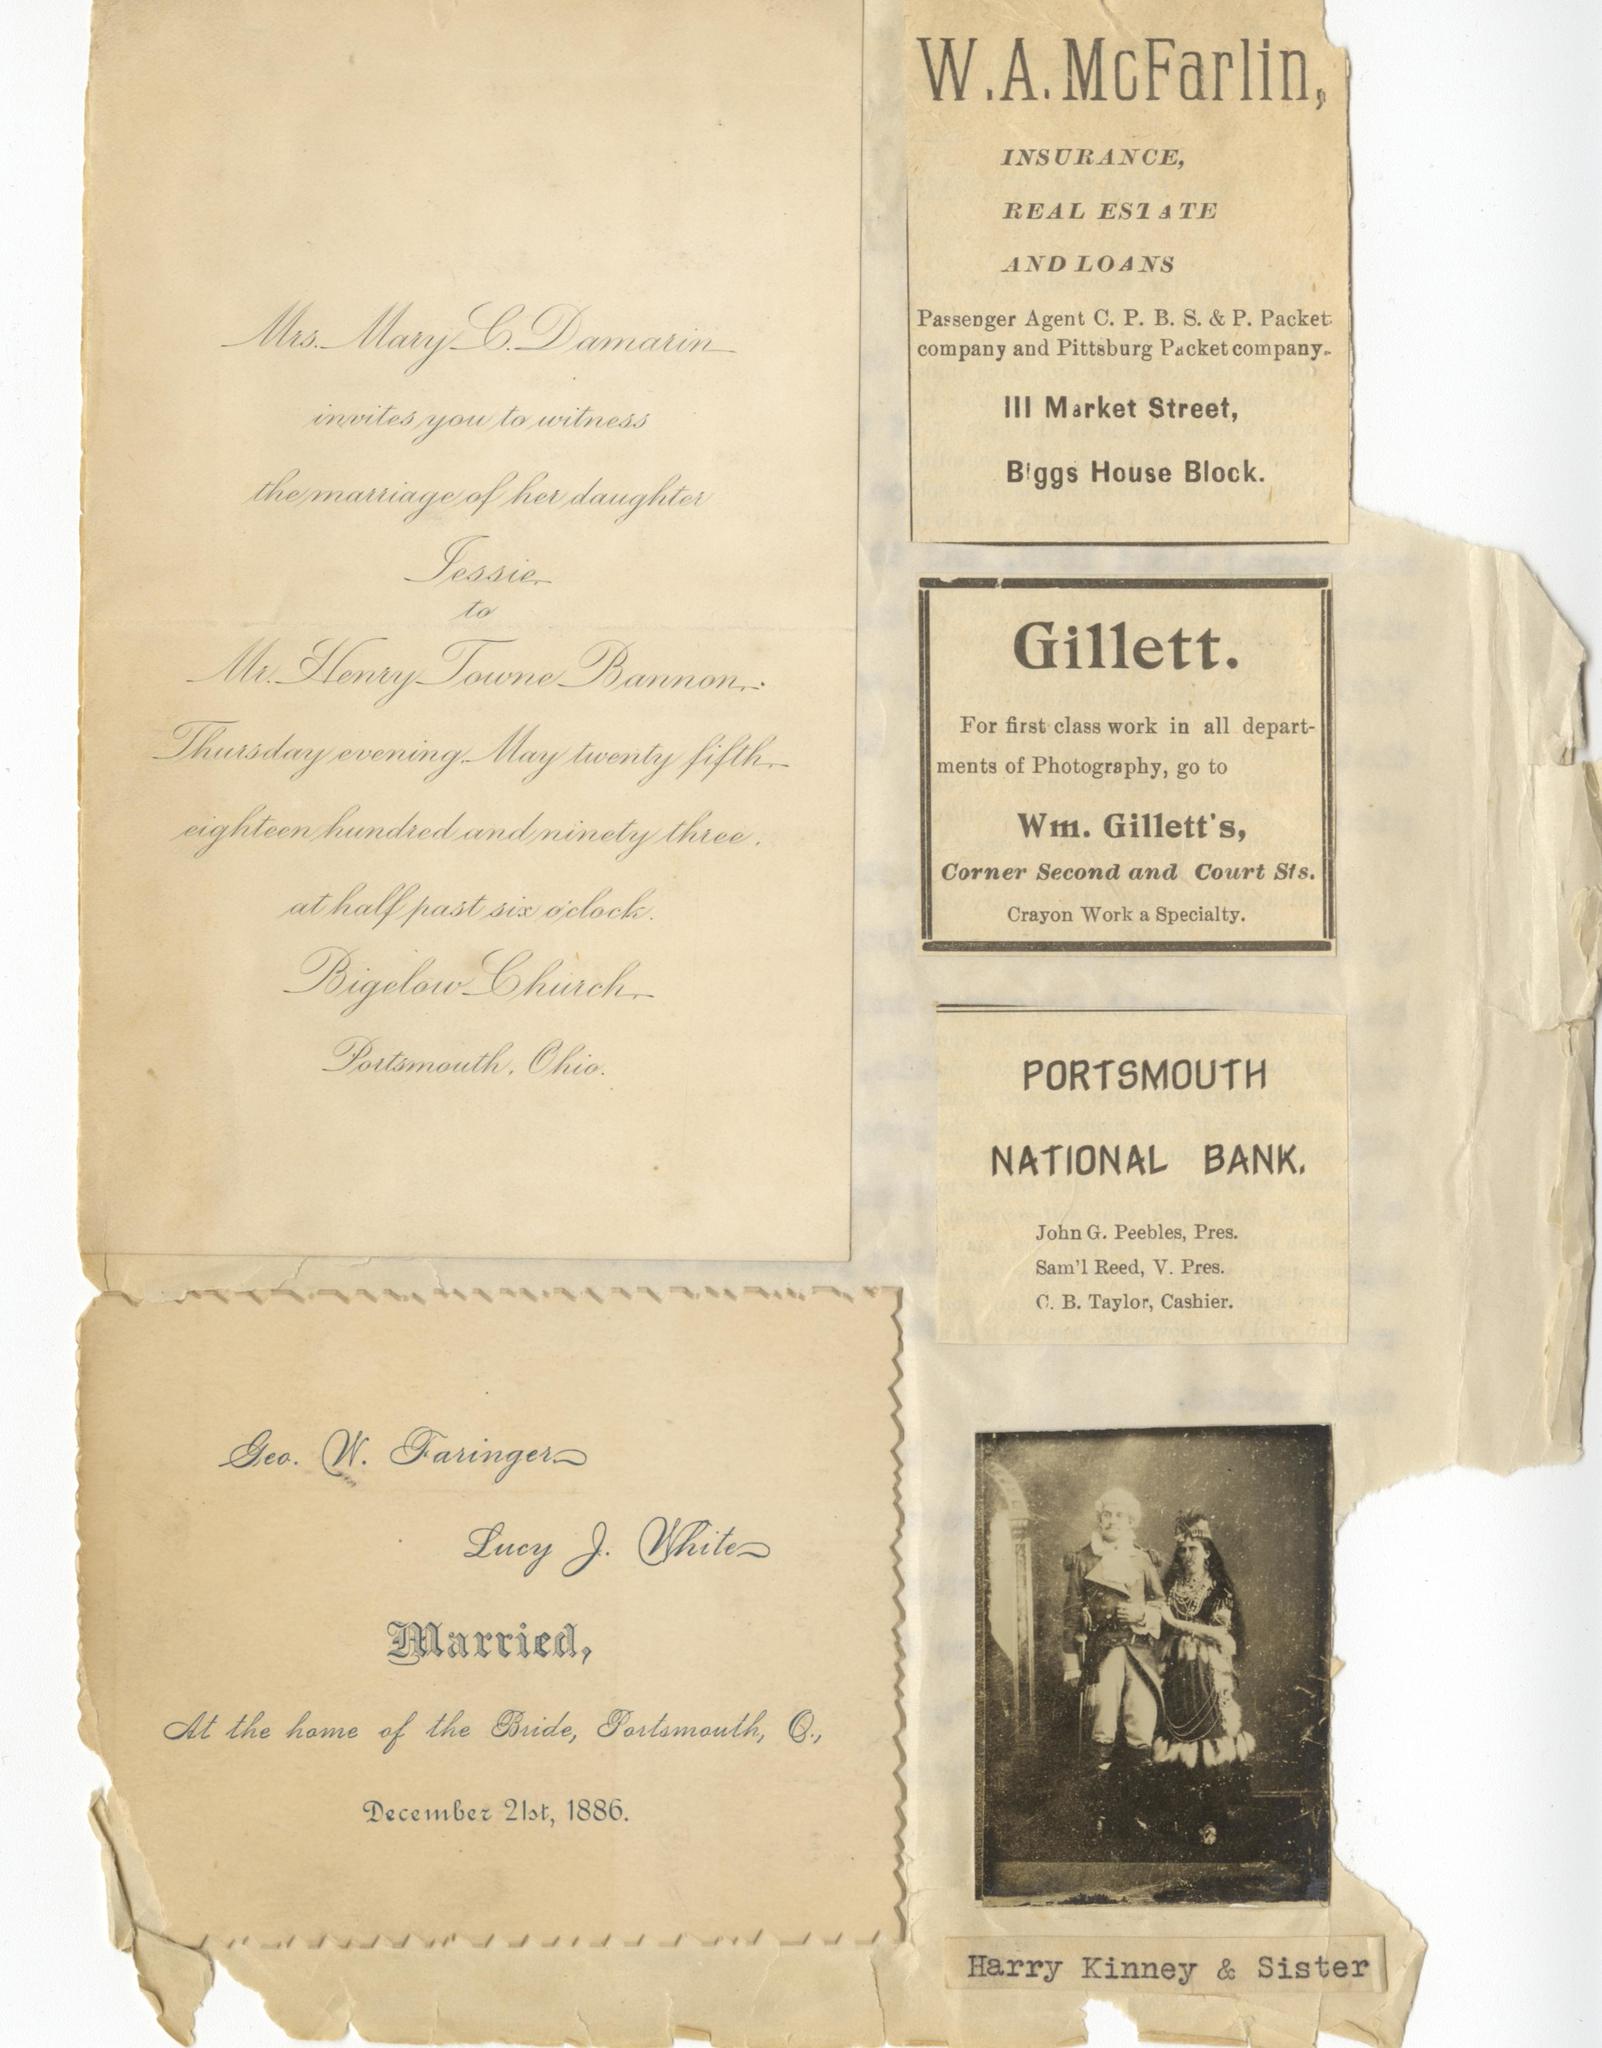 Mrs. Mary C. Damarin
invites you to witness
the marriage of her daughter
Jessie
to
Mr. Henry Towne Bannon.
Thursday evening, May twenty fifth
eighteen hundred and ninety three.
at half past six o'clock.
Bigelow Church
Portsmouth, Ohio.
Geo. W. Faringer
Lucy J. White
Married,
At the home of the Bride, Portsmouth, O.,
December 21st, 1886.
W. A. McFarlin,
INSURANCE,
REAL ESTATE
AND LOANS
Passenger Agent C. P. B. S. & P. Packet
company and Pittsburg Packet company.
111 Market Street,
Biggs House Block.
Gillett.
For first class work in all depart-
ments of Photography, go to
Wm. Gillett's,
Corner Second and Court Sts.
Crayon Work a Specialty.
PORTSMOUTH
NATIONAL BANK.
John G. Peebles, Pres.
Sam'l Reed, V. Pres.
C. B. Taylor, Cashier.
Harry Kinney & Sister